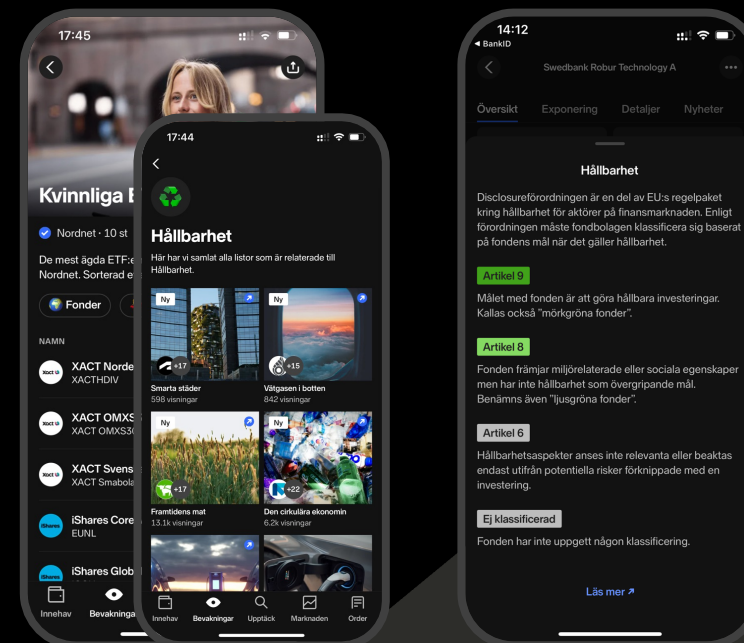 17:45
Kvinnliga
Nordnet · 10 st
De mest ägda ETF:e
Nordnet. Sorterad e
Fonder
NAMN
XACT Norde
XACTHDIV
XACT OMXS
XACT OMXS3
XACT Svens
XACT Smabola
iShares Core
EUNL
iShares Glob
Innehav
Bevakninga
17:44
Hållbarhet
Här har vi samlat alla listor som är relaterade till
Hållbarhet.
Ny
+17
Smarta städer
598 visningar
Ny
+15
Vätgasen i botten
842 visningar
Ny
+17
Framtidens mat
13.1k visningar
Ny
+22
Den cirkulära ekonomin
6.2k visningar
Innehav
Bevakningar
Upptäck
Marknaden
Order
14:12
BankID
Swedbank Robur Technology A
Översikt Exponering Detaljer Nyheter
Hållbarhet
Disclosureförordningen är en del av EU:s regelpaket
kring hållbarhet för aktörer på finansmarknaden. Enligt
förordningen måste fondbolagen klassificera sig baserat
på fondens mål när det gäller hållbarhet.
Artikel 9
Målet med fonden är att göra hållbara investeringar.
Kallas också ”mörkgröna fonder”.
Artikel 8
Fonden främjar miljörelaterade eller sociala egenskaper
men har inte hållbarhet som övergripande mål.
Benämns även ”ljusgröna fonder”.
Artikel 6
Hållbarhetsaspekter anses inte relevanta eller beaktas
endast utifrån potentiella risker förknippade med en
investering.
Ej klassificerad
Fonden har inte uppgett någon klassificering.
Läs mer